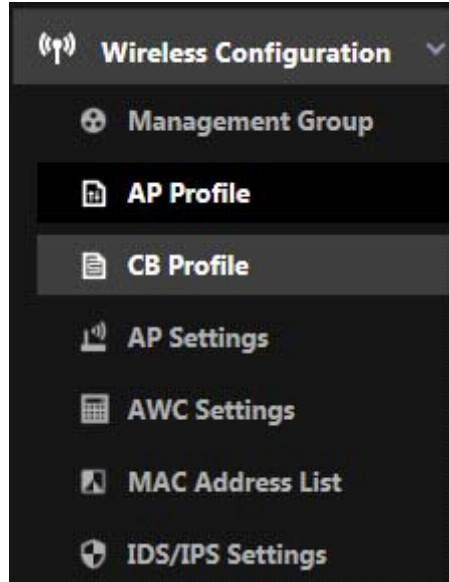 Wireless Configuration
Management Group
AP Profile
CB Profile
AP Settings
AWC Settings
MAC Address List
IDS/IPS Settings